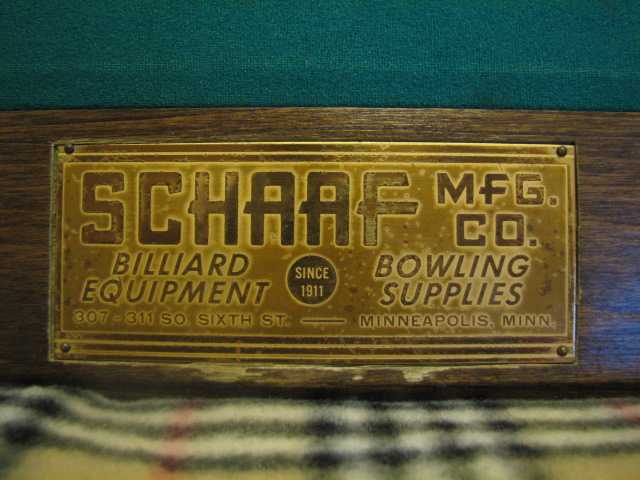 SCHAAF MFG. CO.
BILLIARD EQUIPMENT
SINCE 1911
BOWLING SUPPLIES
307-311 SO. SIXTH ST. — MINNEAPOLIS, MINN.